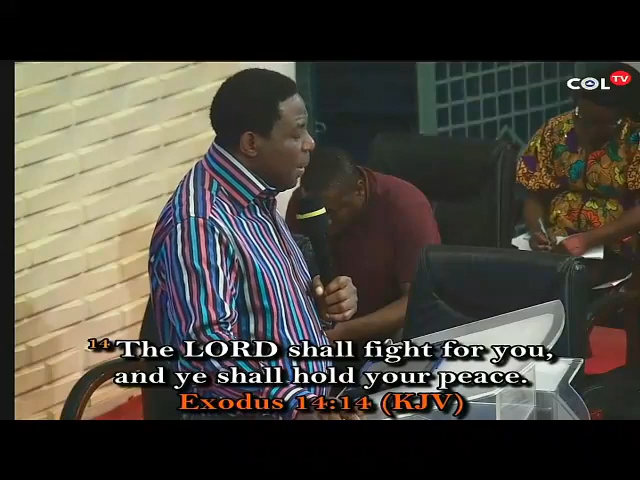 COL TV
14 The LORD shall fight for you,
and ye shall hold your peace.
Exodus 14:14 (KJV)